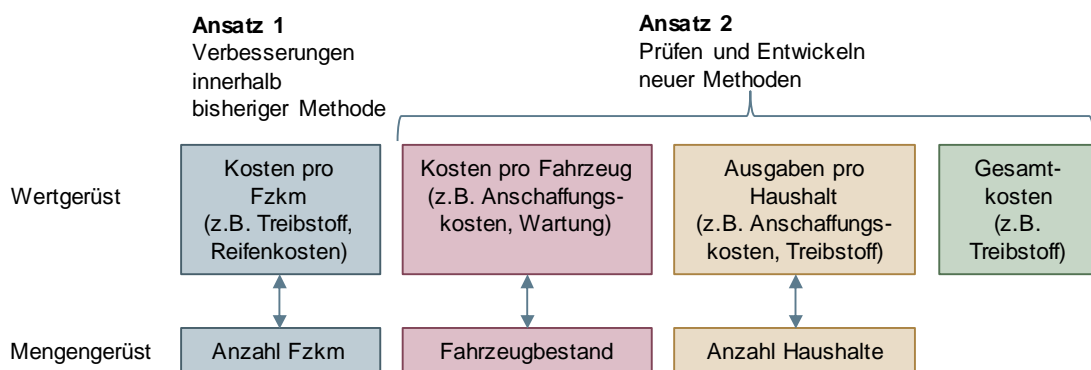 Ansatz 1
Verbesserungen
innerhalb
bisheriger Methode
Ansatz 2
Prüfen und Entwickeln
neuer Methoden
Wertgerüst
Kosten pro
Fzkm
(z.B. Treibstoff,
Reifenkosten)
Kosten pro Fahrzeug
(z.B. Anschaffungs-
kosten, Wartung)
Ausgaben pro
Haushalt
(z.B. Anschaffungs-
kosten, Treibstoff)
Gesamt-
kosten
(z.B.
Treibstoff)
Mengengerüst
Anzahl Fzkm
Fahrzeugbestand
Anzahl Haushalte